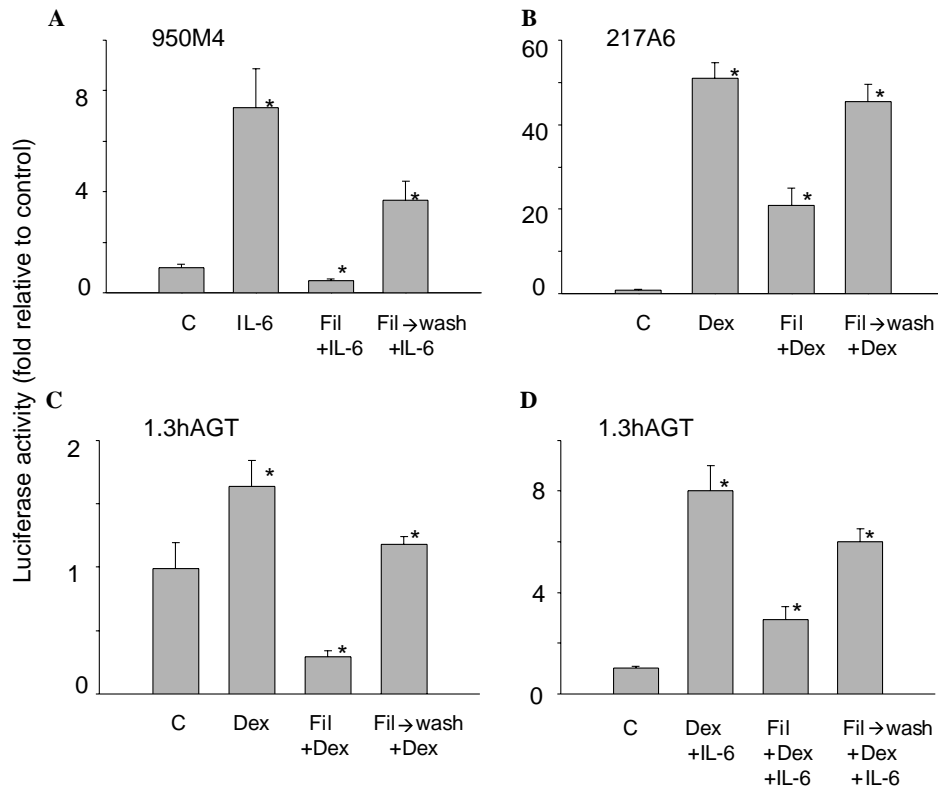 A
950M4
8
4
0
C IL-6 Fil Fil→wash
+IL-6 +IL-6
B
217A6
60
40
20
0
C Dex Fil Fil→wash
+Dex +Dex
Luciferase activity (fold relative to control)
C
1.3hAGT
2
1
0
C Dex Fil Fil→wash
+Dex +Dex
D
1.3hAGT
8
4
0
C Dex Fil Fil→wash
+IL-6 +Dex +Dex
+IL-6 +IL-6